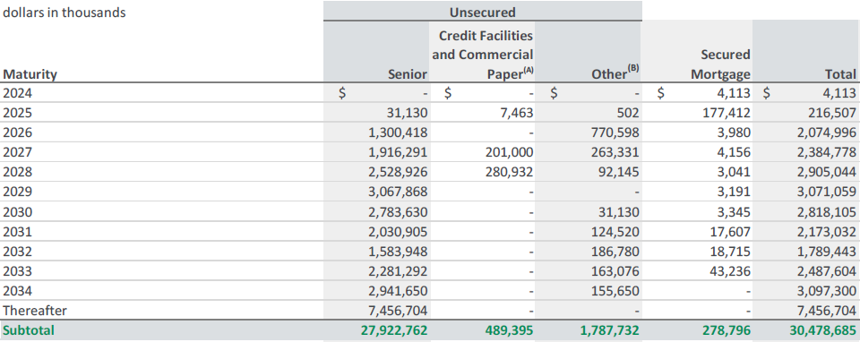 dollars in thousands Unsecured
Credit Facilities
and Commercial Secured
Maturity Senior Paper(A) Other(B) Mortgage Total
2024 $ - $ - $ - $ 4,113 $ 4,113
2025 31,130 7,463 502 177,412 216,507
2026 1,300,418 - 770,598 3,980 2,074,996
2027 1,916,291 201,000 263,331 4,156 2,384,778
2028 2,528,926 280,932 92,145 3,041 2,905,044
2029 3,067,868 - - 3,191 3,071,059
2030 2,783,630 - 31,130 3,345 2,818,105
2031 2,030,905 - 124,520 17,607 2,173,032
2032 1,583,948 - 186,780 18,715 1,789,443
2033 2,281,292 - 163,076 43,236 2,487,604
2034 2,941,650 - 155,650 - 3,097,300
Thereafter 7,456,704 - - - 7,456,704
Subtotal 27,922,762 489,395 1,787,732 278,796 30,478,685